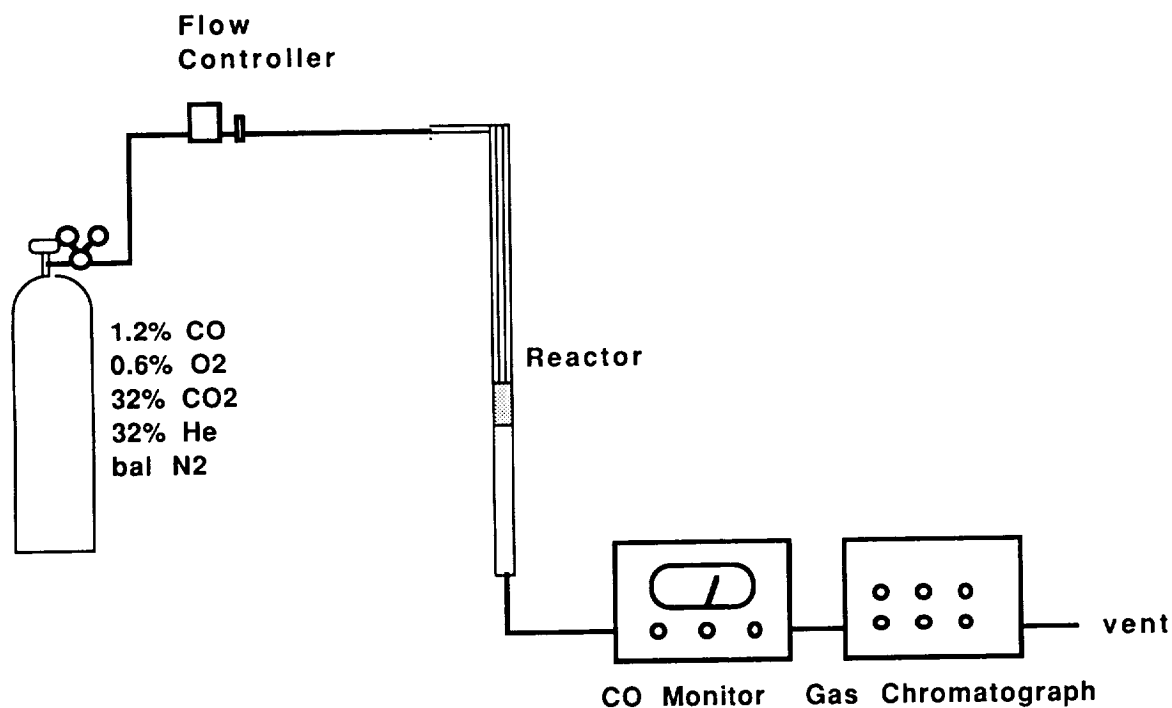 Flow
Controller
1.2% CO
0.6% O2
32% CO2
32% He
bal N2
Reactor
vent
CO Monitor
Gas Chromatograph